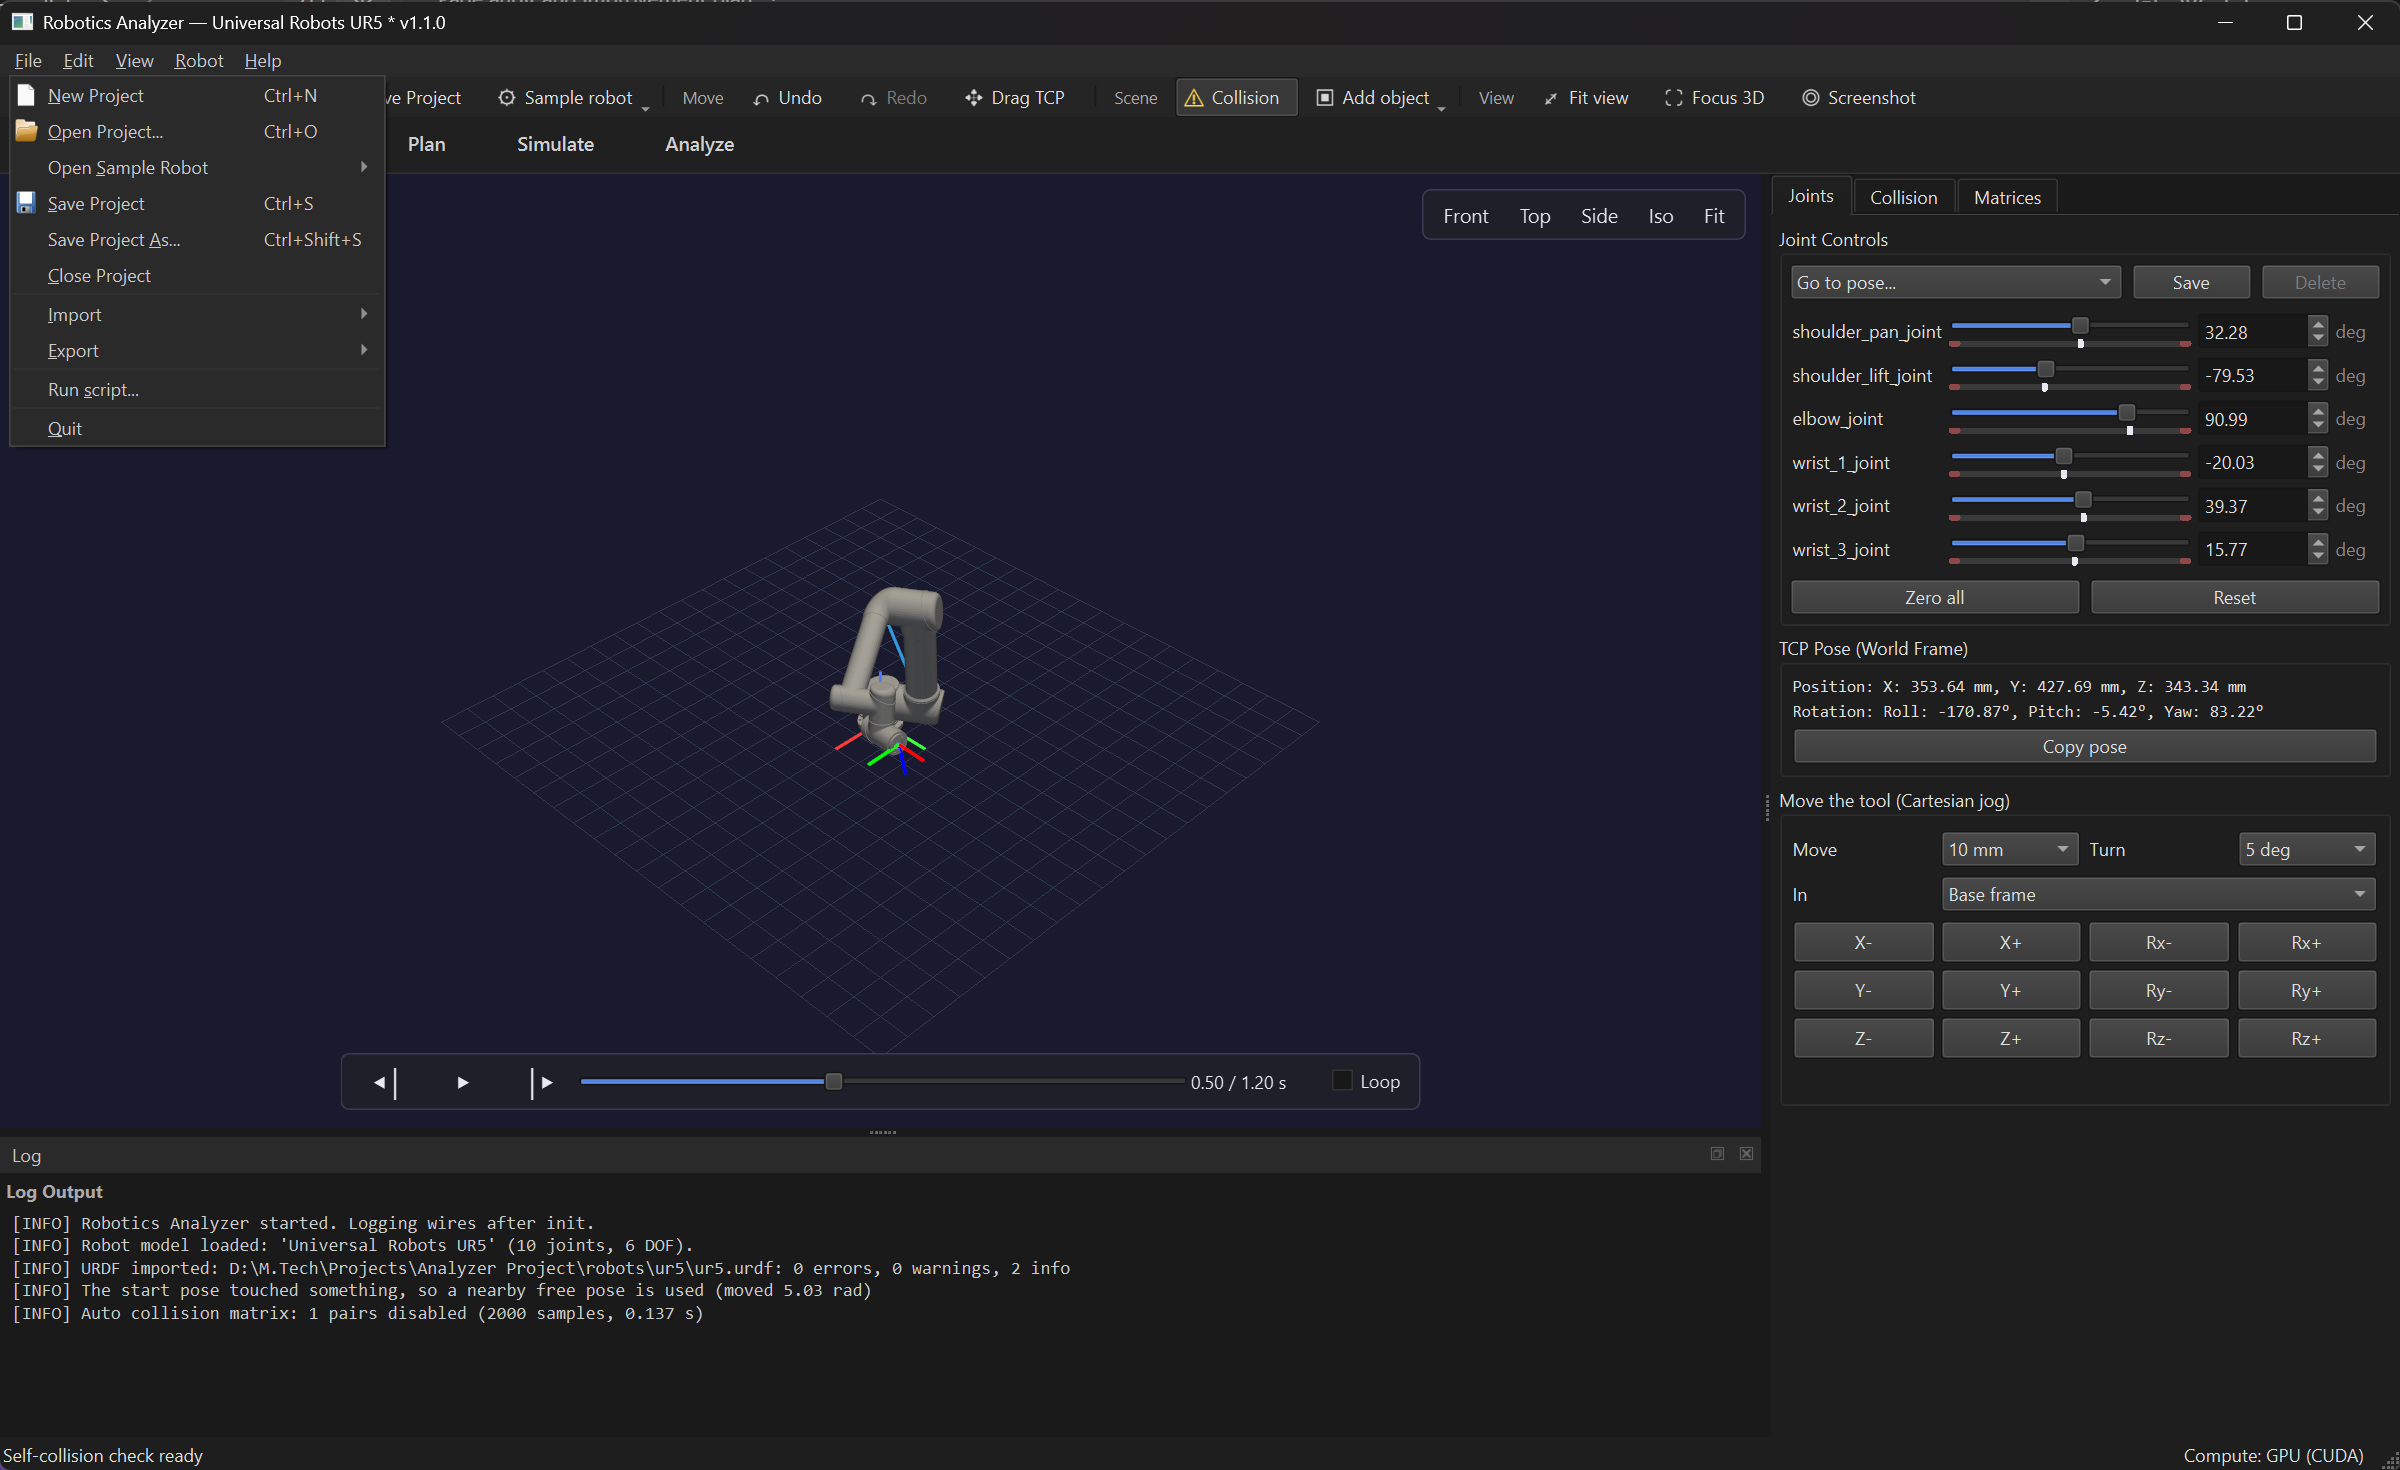 Robotics Analyzer — Universal Robots UR5 * v1.1.0
File Edit View Robot Help
New Project Ctrl+N
Open Project... Ctrl+O
Open Sample Robot
Save Project Ctrl+S
Save Project As... Ctrl+Shift+S
Close Project
Import
Export
Run script...
Quit
Project Sample robot Move Undo Redo Drag TCP Scene Collision Add object View Fit view Focus 3D Screenshot
Plan Simulate Analyze
Front Top Side Iso Fit
Joints Collision Matrices
Joint Controls
Go to pose... Save Delete
shoulder_pan_joint 32.28 deg
shoulder_lift_joint -79.53 deg
elbow_joint 90.99 deg
wrist_1_joint -20.03 deg
wrist_2_joint 39.37 deg
wrist_3_joint 15.77 deg
Zero all Reset
TCP Pose (World Frame)
Position: X: 353.64 mm, Y: 427.69 mm, Z: 343.34 mm
Rotation: Roll: -170.87°, Pitch: -5.42°, Yaw: 83.22°
Copy pose
Move the tool (Cartesian jog)
Move 10 mm Turn 5 deg
In Base frame
X- X+ Rx- Rx+
Y- Y+ Ry- Ry+
Z- Z+ Rz- Rz+
0.50 / 1.20 s Loop
Log
Log Output
[INFO] Robotics Analyzer started. Logging wires after init.
[INFO] Robot model loaded: 'Universal Robots UR5' (10 joints, 6 DOF).
[INFO] URDF imported: D:\M.Tech\Projects\Analyzer Project\robots\ur5\ur5.urdf: 0 errors, 0 warnings, 2 info
[INFO] The start pose touched something, so a nearby free pose is used (moved 5.03 rad)
[INFO] Auto collision matrix: 1 pairs disabled (2000 samples, 0.137 s)
Self-collision check ready
Compute: GPU (CUDA)